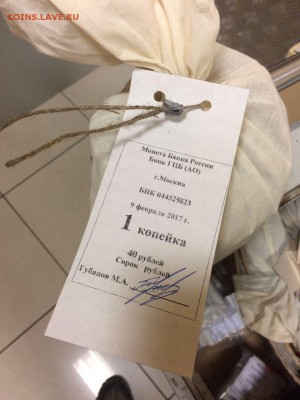 COINS.LAVE.RU
Монета Банка России
Банк ГПБ (АО)
г.Москва
БИК 044525823
9 февраля 2017 г.
1 копейка
40 рублей
Сорок рублей
Губанов М.А.